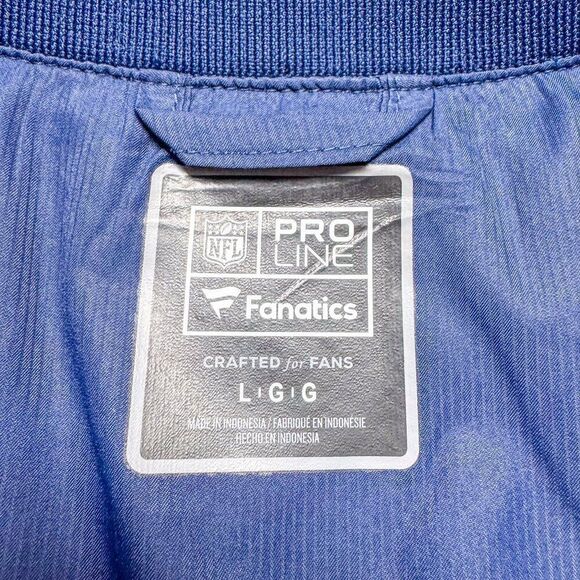 NFL
PRO
LINE
Fanatics
CRAFTED for FANS
L | G | G
MADE IN INDONESIA / FABRIQUÉ EN INDONÉSIE
HECHO EN INDONESIA